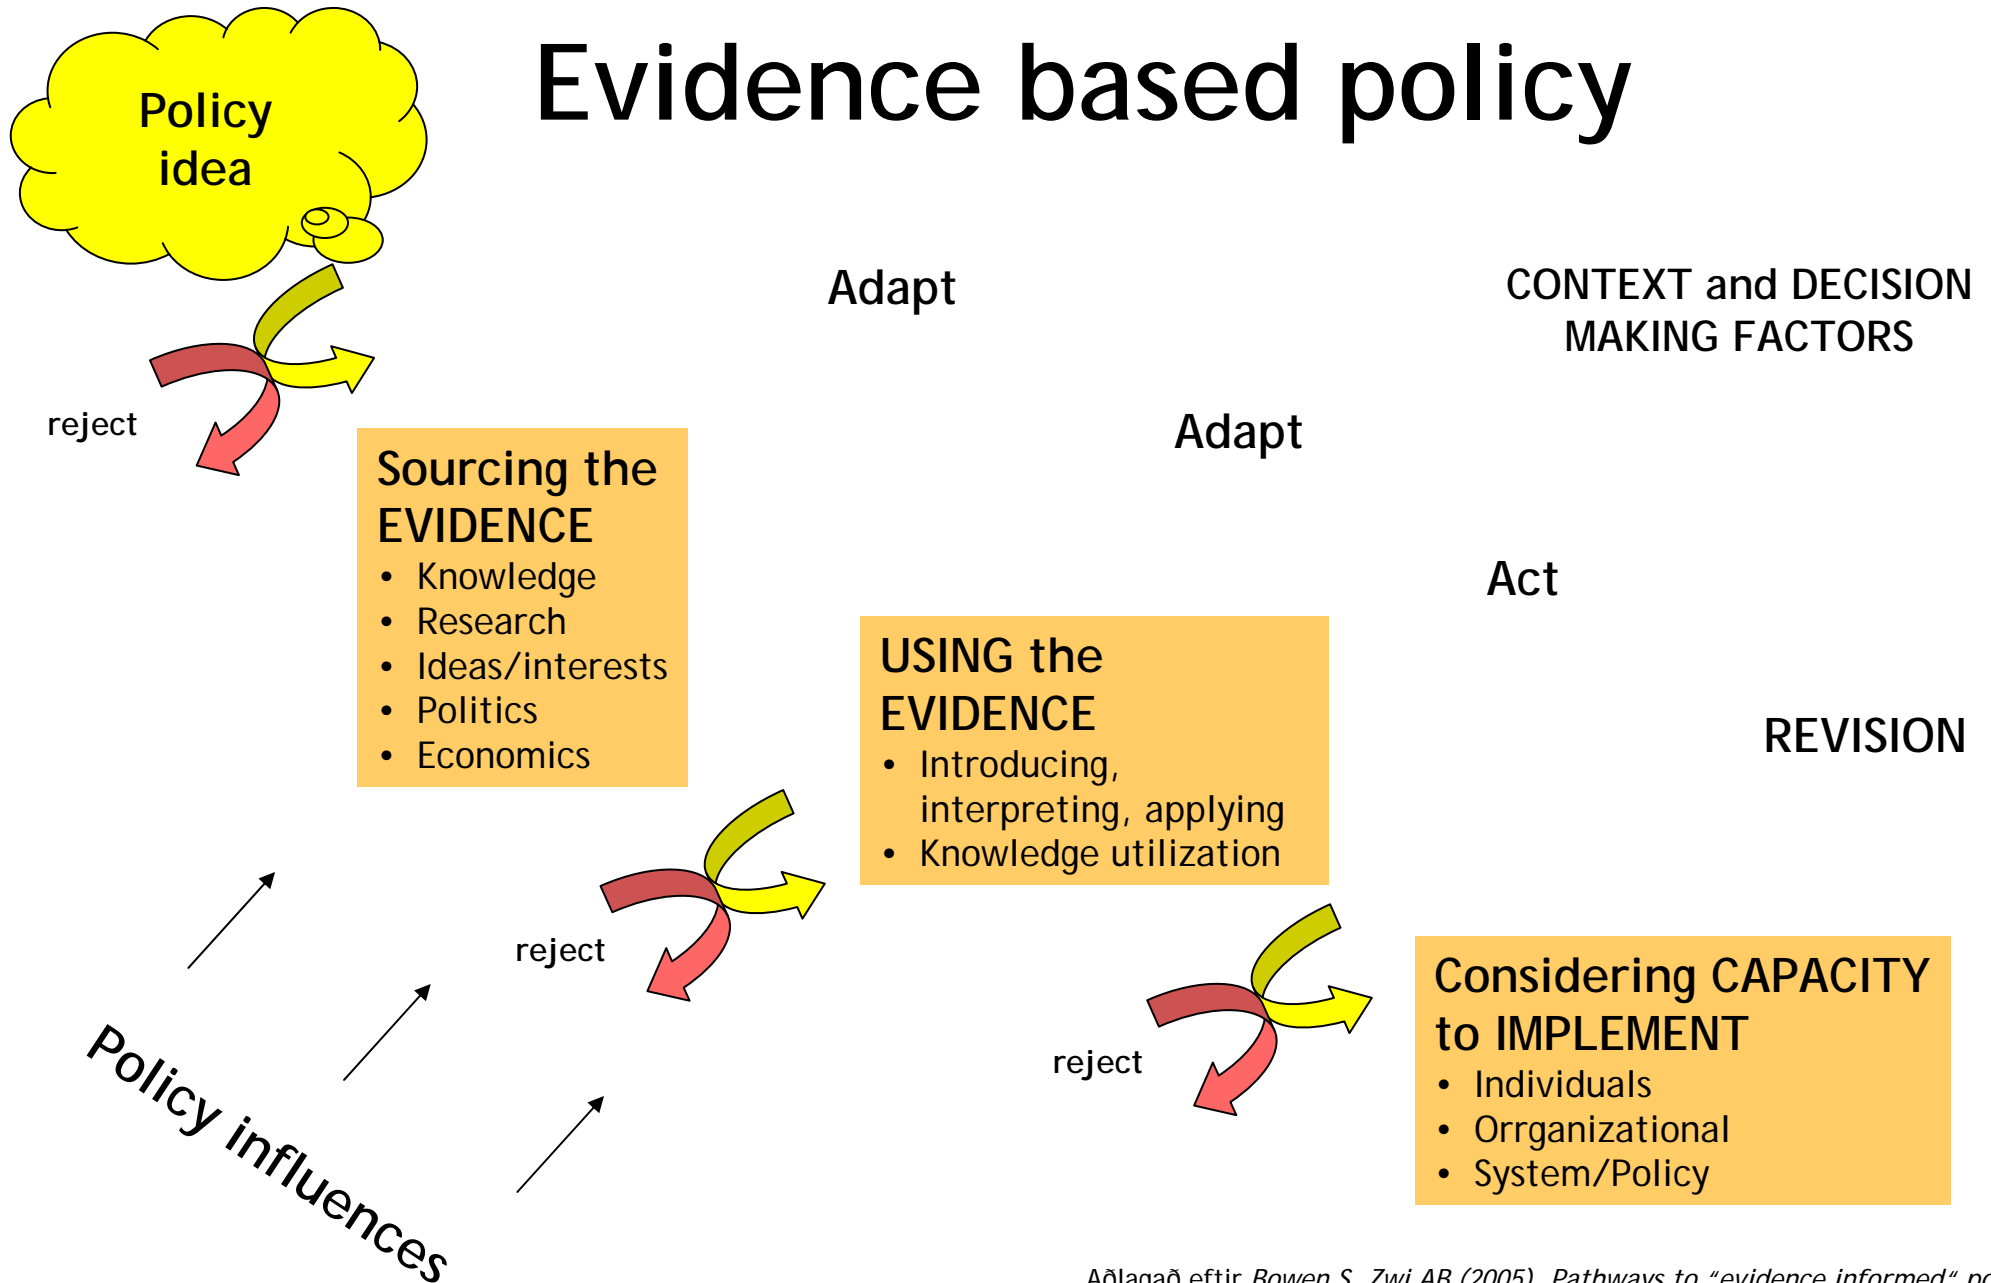 Evidence based policy
Policy
idea
Adapt
CONTEXT and DECISION
MAKING FACTORS
reject
Adapt
Sourcing the
EVIDENCE
• Knowledge
• Research
• Ideas/interests
• Politics
• Economics
Act
USING the
EVIDENCE
• Introducing,
interpreting, applying
• Knowledge utilization
REVISION
reject
Considering CAPACITY
to IMPLEMENT
• Individuals
• Orrganizational
• System/Policy
reject
Policy influences
Aðlagað eftir Bowen S, Zwi AB (2005). Pathways to “evidence informed“